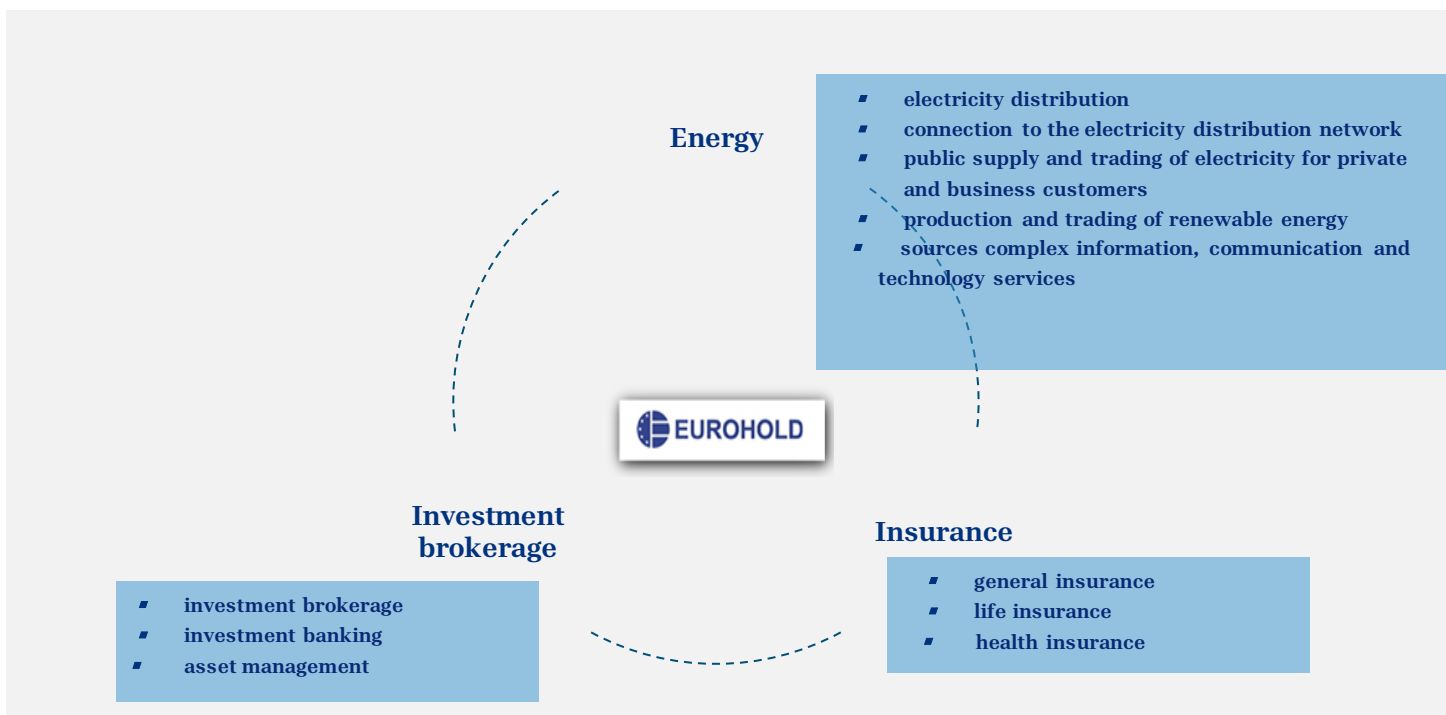 Energy
▪ electricity distribution
▪ connection to the electricity distribution network
▪ public supply and trading of electricity for private
and business customers
▪ production and trading of renewable energy
▪ sources complex information, communication and
technology services
EUROHOLD
Investment
brokerage
▪ investment brokerage
▪ investment banking
▪ asset management
Insurance
▪ general insurance
▪ life insurance
▪ health insurance